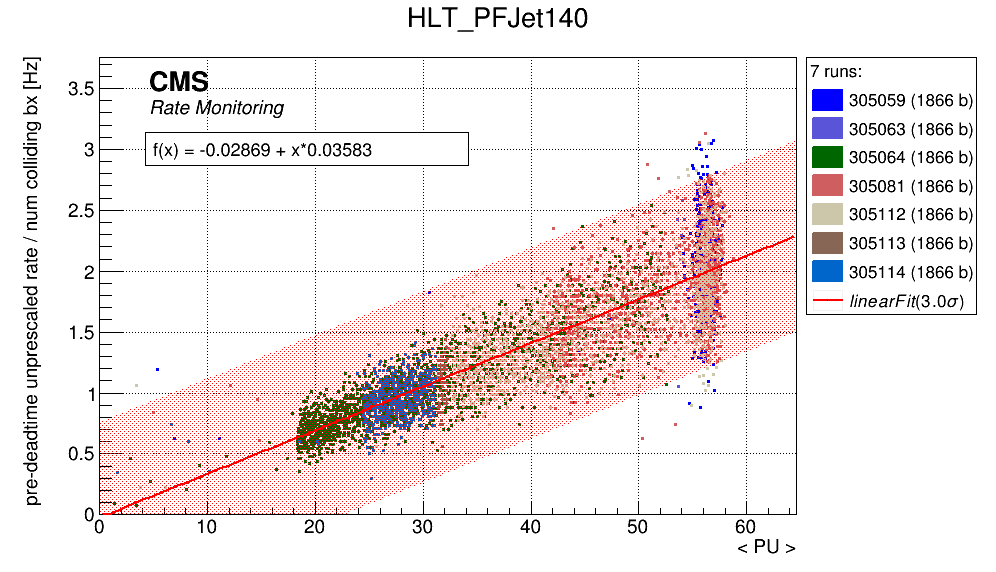 HLT_PFJet140
pre-deadtime unprescaled rate / num colliding bx [Hz]
CMS
Rate Monitoring
f(x) = -0.02869 + x*0.03583
3.5
3
2.5
2
1.5
1
0.5
0
0 10 20 30 40 50 60
< PU >
7 runs:
305059 (1866 b)
305063 (1866 b)
305064 (1866 b)
305081 (1866 b)
305112 (1866 b)
305113 (1866 b)
305114 (1866 b)
linearFit(3.0σ)